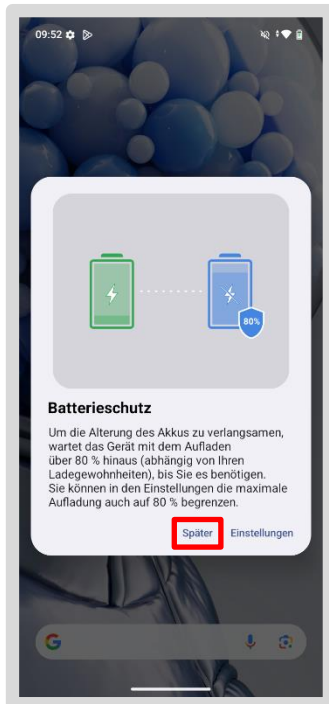 09:52
80%
Batterieschutz
Um die Alterung des Akkus zu verlangsamen,
wartet das Gerät mit dem Aufladen
über 80 % hinaus (abhängig von Ihren
Ladegewohnheiten), bis Sie es benötigen.
Sie können in den Einstellungen die maximale
Aufladung auch auf 80 % begrenzen.
Später Einstellungen
G